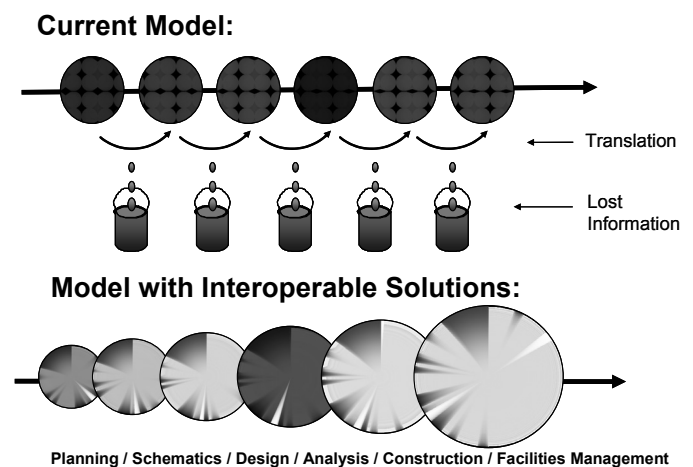 Current Model:
Translation
Lost
Information
Model with Interoperable Solutions:
Planning / Schematics / Design / Analysis / Construction / Facilities Management